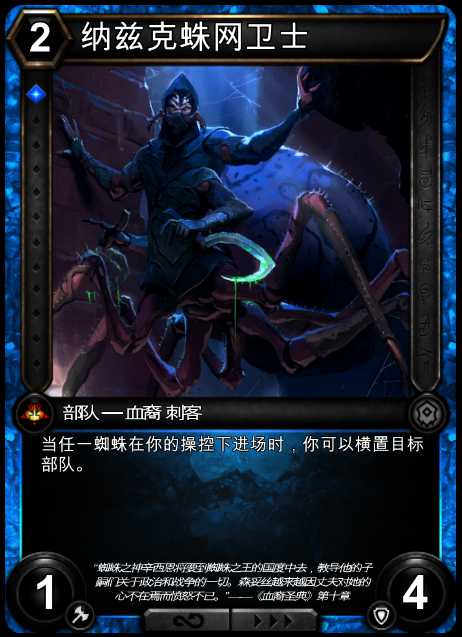 2
纳兹克蛛网卫士
部队 — 血裔 刺客
当任一蜘蛛在你的操控下进场时，你可以横置目标
部队。
“蜘蛛之神辛西恩将要到蜘蛛之王的国度中去，教导他的子
嗣们关于政治和战争的一切。森妥丝越来越因丈夫对她的
心不在焉而愤怒不已。”——《血裔圣典》第十章
1
4